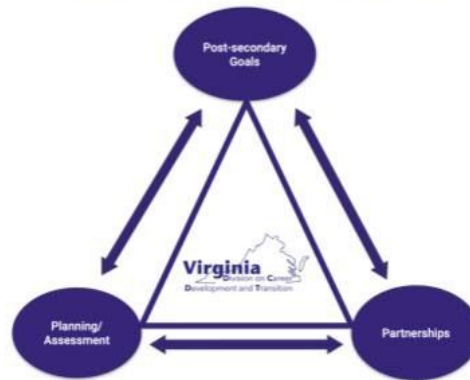 Post-secondary
Goals
Virginia
Division on Career
Development and Transition
Planning/
Assessment
Partnerships